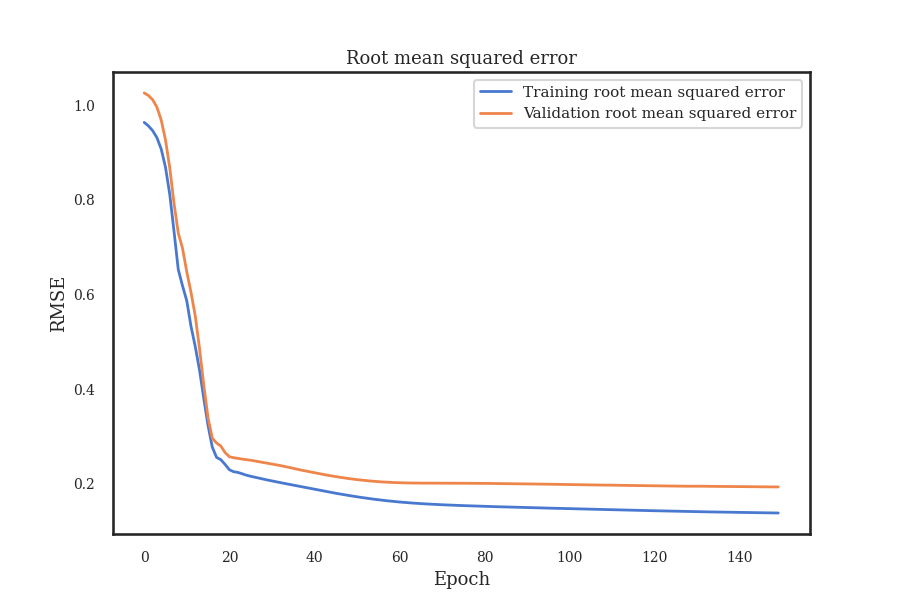 Root mean squared error
Training root mean squared error
Validation root mean squared error
1.0
0.8
0.6
0.4
0.2
RMSE
0 20 40 60 80 100 120 140
Epoch